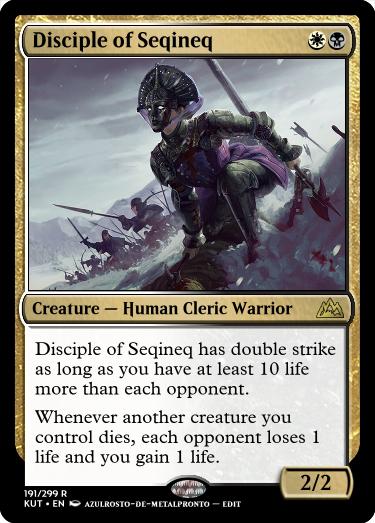 Disciple of Seqineq
Creature — Human Cleric Warrior
Disciple of Seqineq has double strike
as long as you have at least 10 life
more than each opponent.
Whenever another creature you
control dies, each opponent loses 1
life and you gain 1 life.
2/2
191/299 R
KUT • EN AZULROSTO-DE-METALPRONTO — EDIT